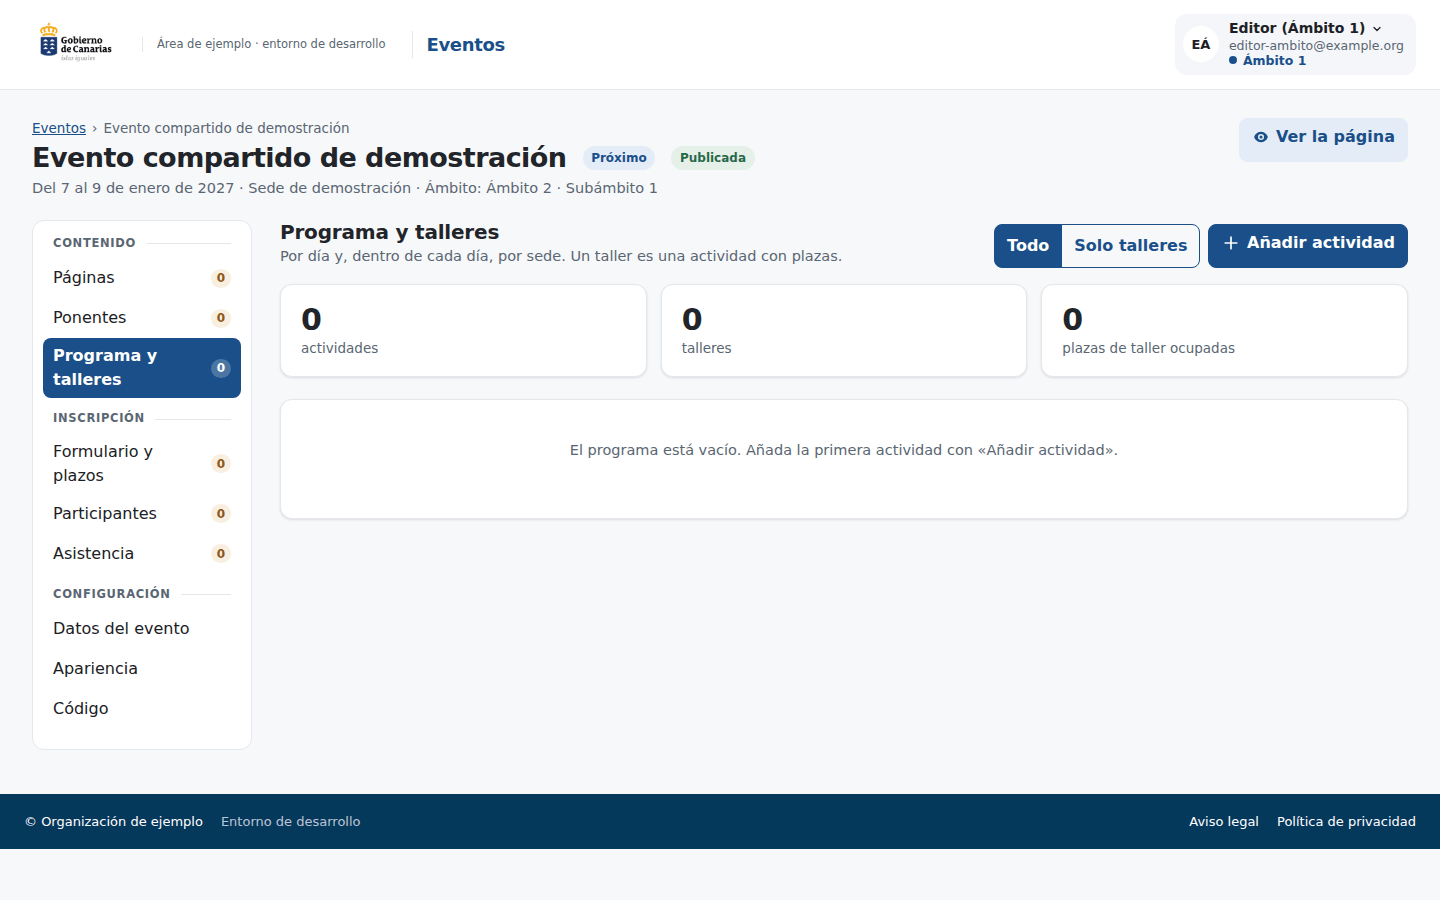 Gobierno
de Canarias
islas iguales
Área de ejemplo · entorno de desarrollo
Eventos
EÁ
Editor (Ámbito 1)
editor-ambito@example.org
Ámbito 1
Eventos › Evento compartido de demostración
Evento compartido de demostración
Próximo
Publicada
Del 7 al 9 de enero de 2027 · Sede de demostración · Ámbito: Ámbito 2 · Subámbito 1
Ver la página
CONTENIDO
Páginas 0
Ponentes 0
Programa y
talleres 0
INSCRIPCIÓN
Formulario y
plazos 0
Participantes 0
Asistencia 0
CONFIGURACIÓN
Datos del evento
Apariencia
Código
Programa y talleres
Por día y, dentro de cada día, por sede. Un taller es una actividad con plazas.
Todo
Solo talleres
Añadir actividad
0
actividades
0
talleres
0
plazas de taller ocupadas
El programa está vacío. Añada la primera actividad con «Añadir actividad».
© Organización de ejemplo
Entorno de desarrollo
Aviso legal
Política de privacidad